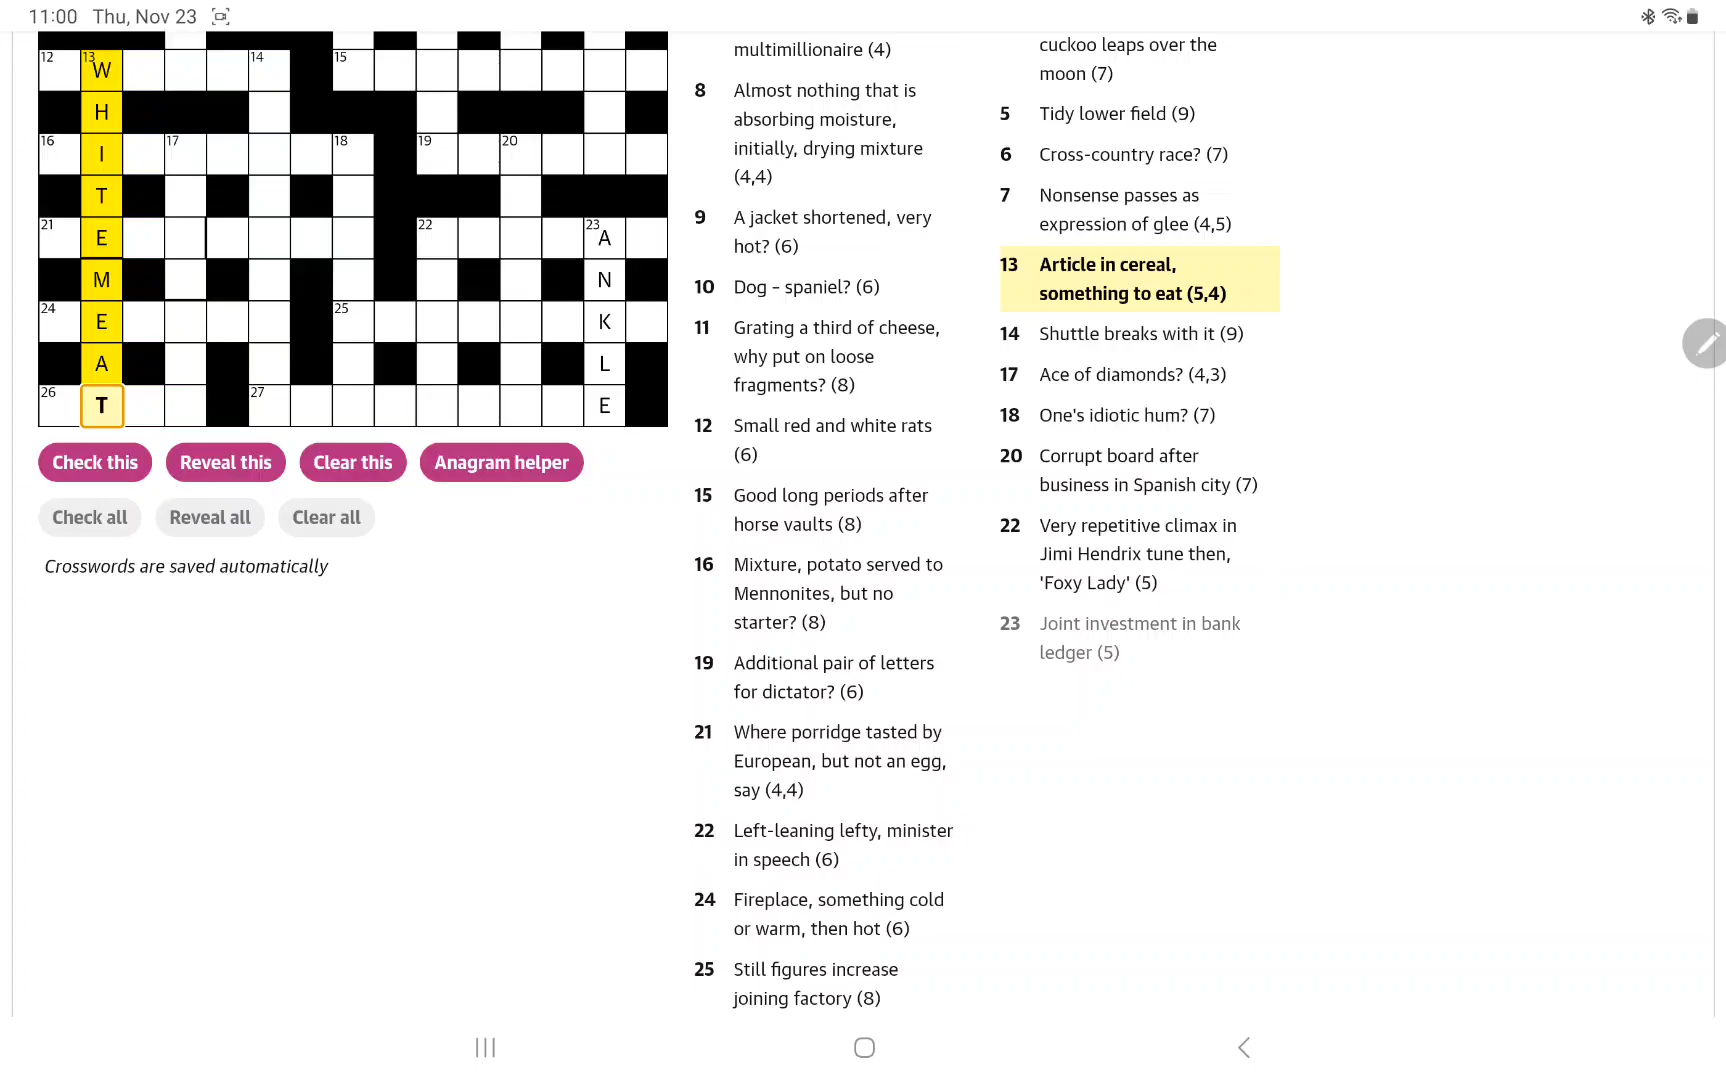 11:00 Thu, Nov 23
12 13 W 14 15
H
16 I 17 18 19 20
T
21 E 22 23 A
M N
24 E 25 K
A L
26 T 27 E
Check this Reveal this Clear this Anagram helper
Check all Reveal all Clear all
Crosswords are saved automatically
multimillionaire (4)
8 Almost nothing that is
absorbing moisture,
initially, drying mixture
(4,4)
9 A jacket shortened, very
hot? (6)
10 Dog – spaniel? (6)
11 Grating a third of cheese,
why put on loose
fragments? (8)
12 Small red and white rats
(6)
15 Good long periods after
horse vaults (8)
16 Mixture, potato served to
Mennonites, but no
starter? (8)
19 Additional pair of letters
for dictator? (6)
21 Where porridge tasted by
European, but not an egg,
say (4,4)
22 Left-leaning lefty, minister
in speech (6)
24 Fireplace, something cold
or warm, then hot (6)
25 Still figures increase
joining factory (8)
cuckoo leaps over the
moon (7)
5 Tidy lower field (9)
6 Cross-country race? (7)
7 Nonsense passes as
expression of glee (4,5)
13 Article in cereal,
something to eat (5,4)
14 Shuttle breaks with it (9)
17 Ace of diamonds? (4,3)
18 One's idiotic hum? (7)
20 Corrupt board after
business in Spanish city (7)
22 Very repetitive climax in
Jimi Hendrix tune then,
'Foxy Lady' (5)
23 Joint investment in bank
ledger (5)